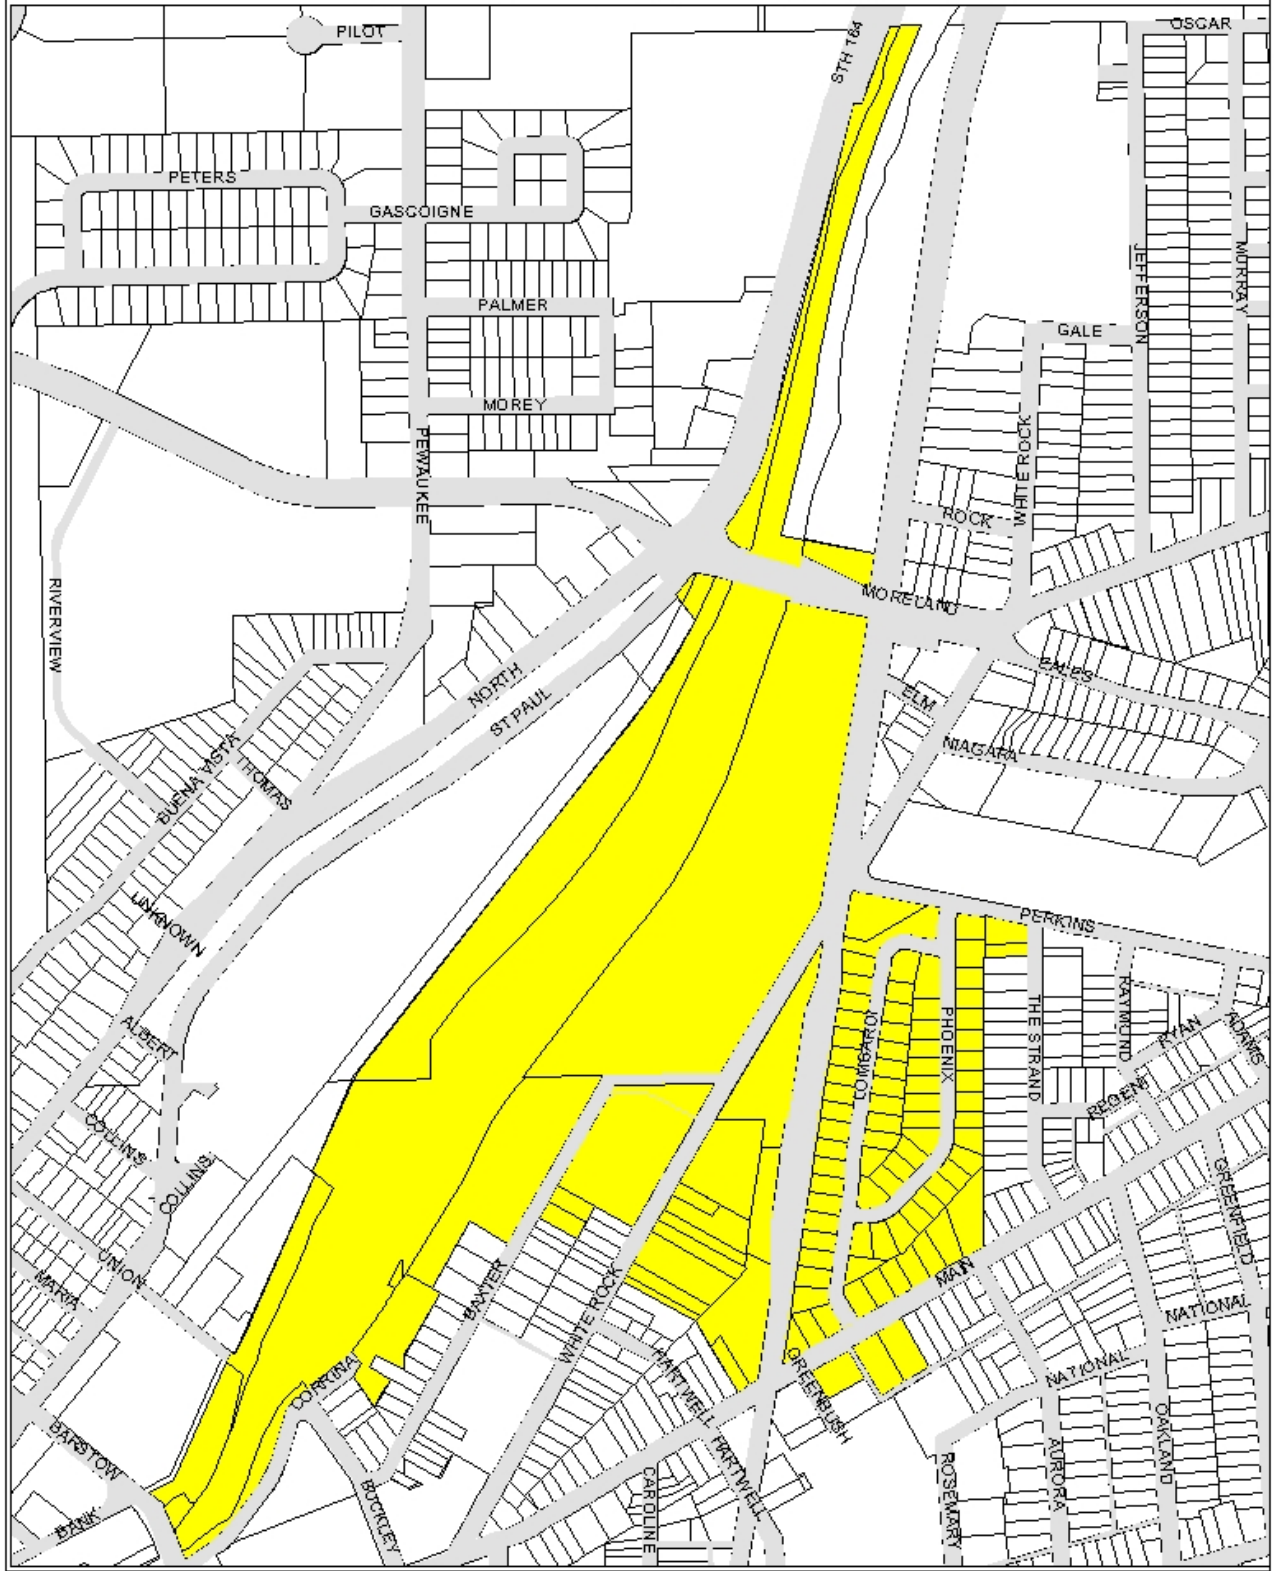 OSCAR
PILOT
STH 164
PETERS
GASCOIGNE
JEFFERSON
MURRAY
PALMER
GALE
MOREY
PEWAUKEE
WHITE ROCK
ROCK
RIVERVIEW
MORELAND
NORTH
ST PAUL
EALES
ELM
BUENA VISTA
THOMAS
NIAGARA
UNKNOWN
PERKINS
ALBERT
LOMBARDI
PHOENIX
THE STRAND
RAYMUND
RYAN
ADAMS
COLLINS
REGENT
COLLINS
GREENFIELD
UNION
MARIA
BAXTER
WHITE ROCK
MAIN
NATIONAL
CORRINA
HARTWELL
GREENBUSH
NATIONAL
BARSTOW
BANK
BUCKLEY
CAROLINE
HARTWELL
ROSEMARY
AURORA
OAKLAND